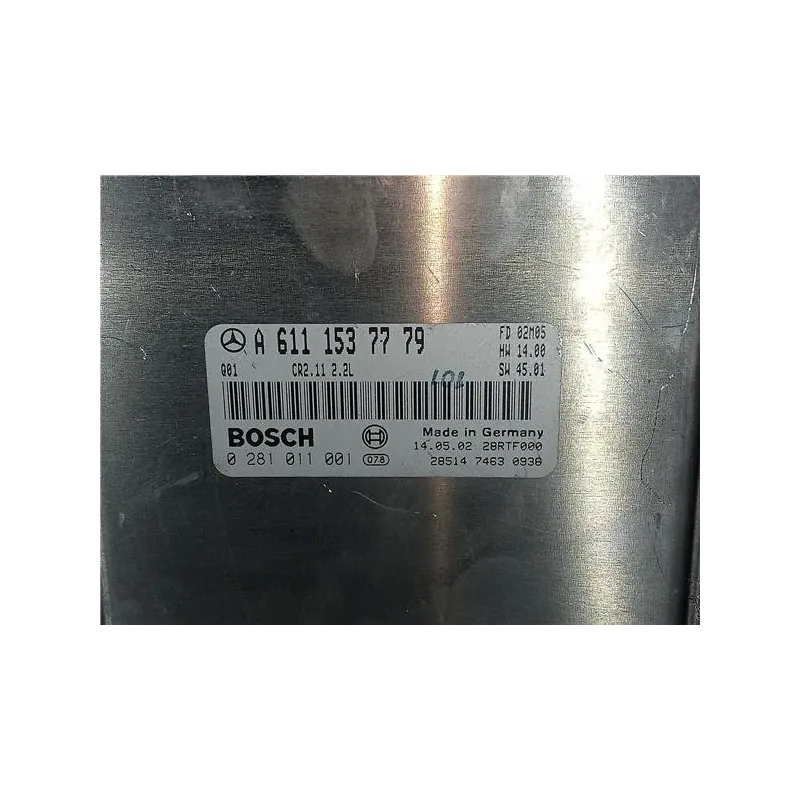 A 611 153 77 79 FD 02M05
HW 14.00
Q01 CR2.11 2.2L SW 45.01
BOSCH Made in Germany
14.05.02 28RTF000
0 281 011 001 078 28514 7463 0938